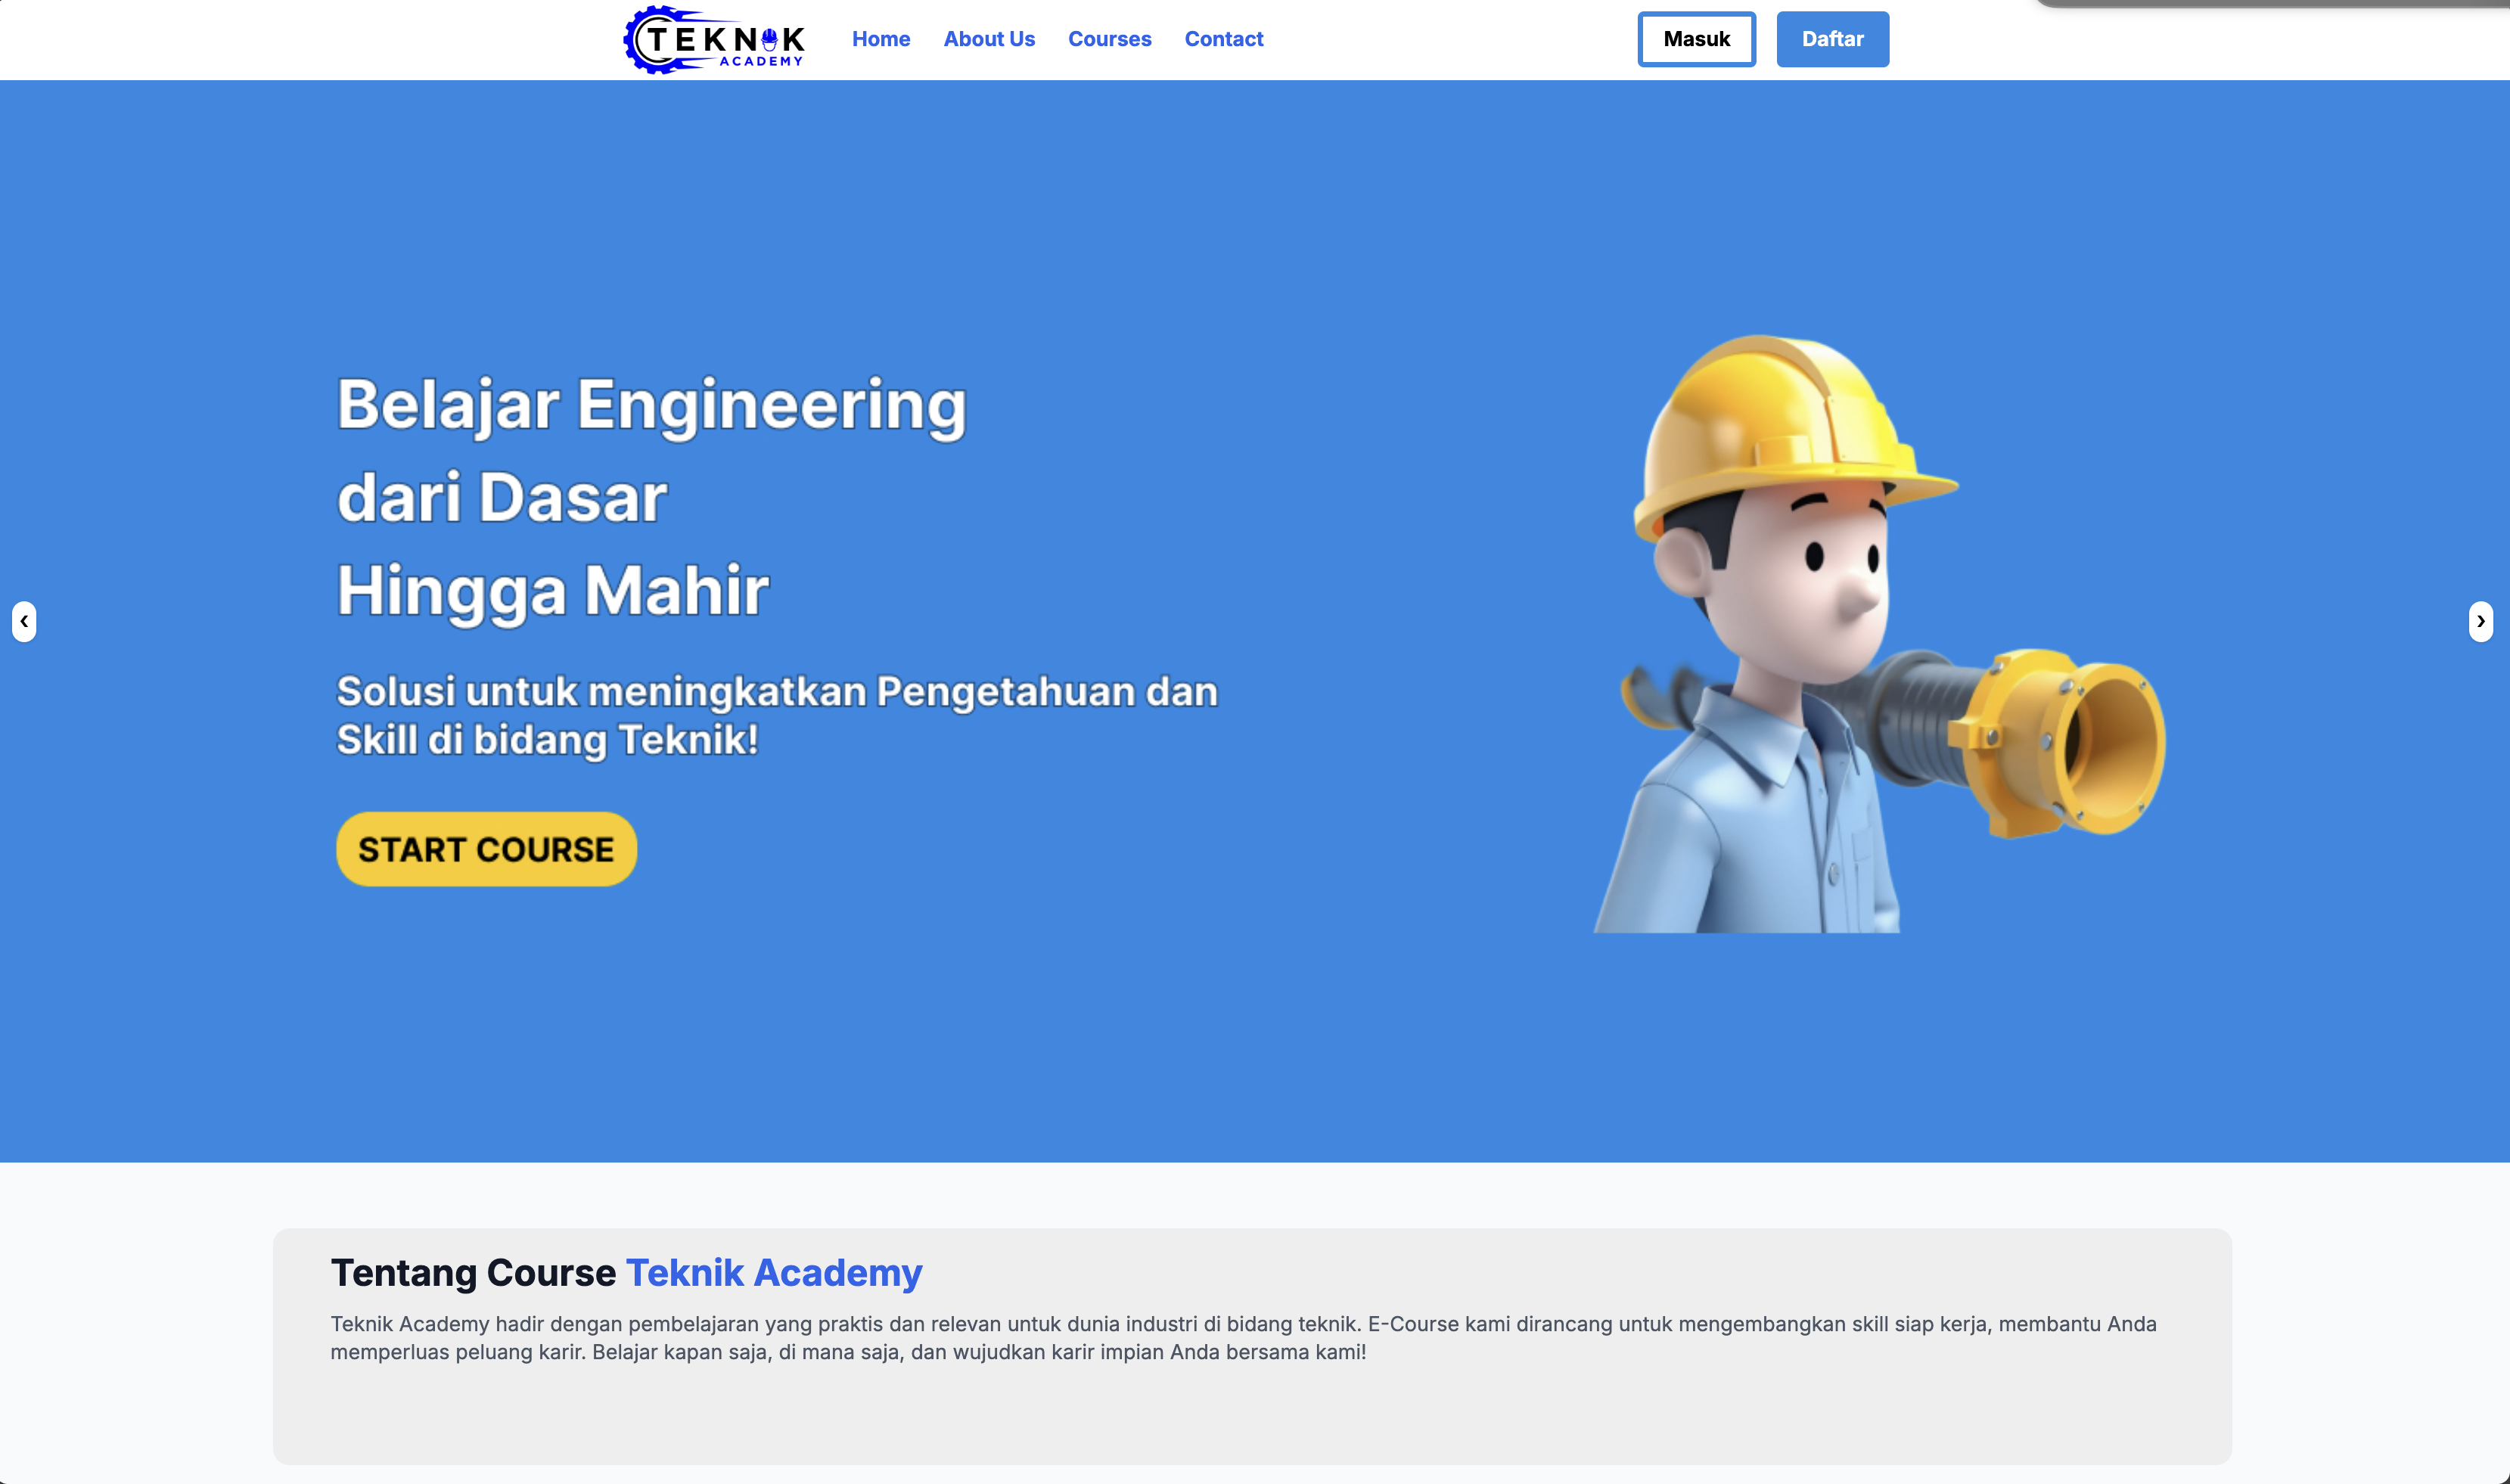 TEKNIK
ACADEMY
Home About Us Courses Contact Masuk Daftar
Belajar Engineering
dari Dasar
Hingga Mahir
Solusi untuk meningkatkan Pengetahuan dan
Skill di bidang Teknik!
START COURSE
Tentang Course Teknik Academy
Teknik Academy hadir dengan pembelajaran yang praktis dan relevan untuk dunia industri di bidang teknik. E-Course kami dirancang untuk mengembangkan skill siap kerja, membantu Anda
memperluas peluang karir. Belajar kapan saja, di mana saja, dan wujudkan karir impian Anda bersama kami!